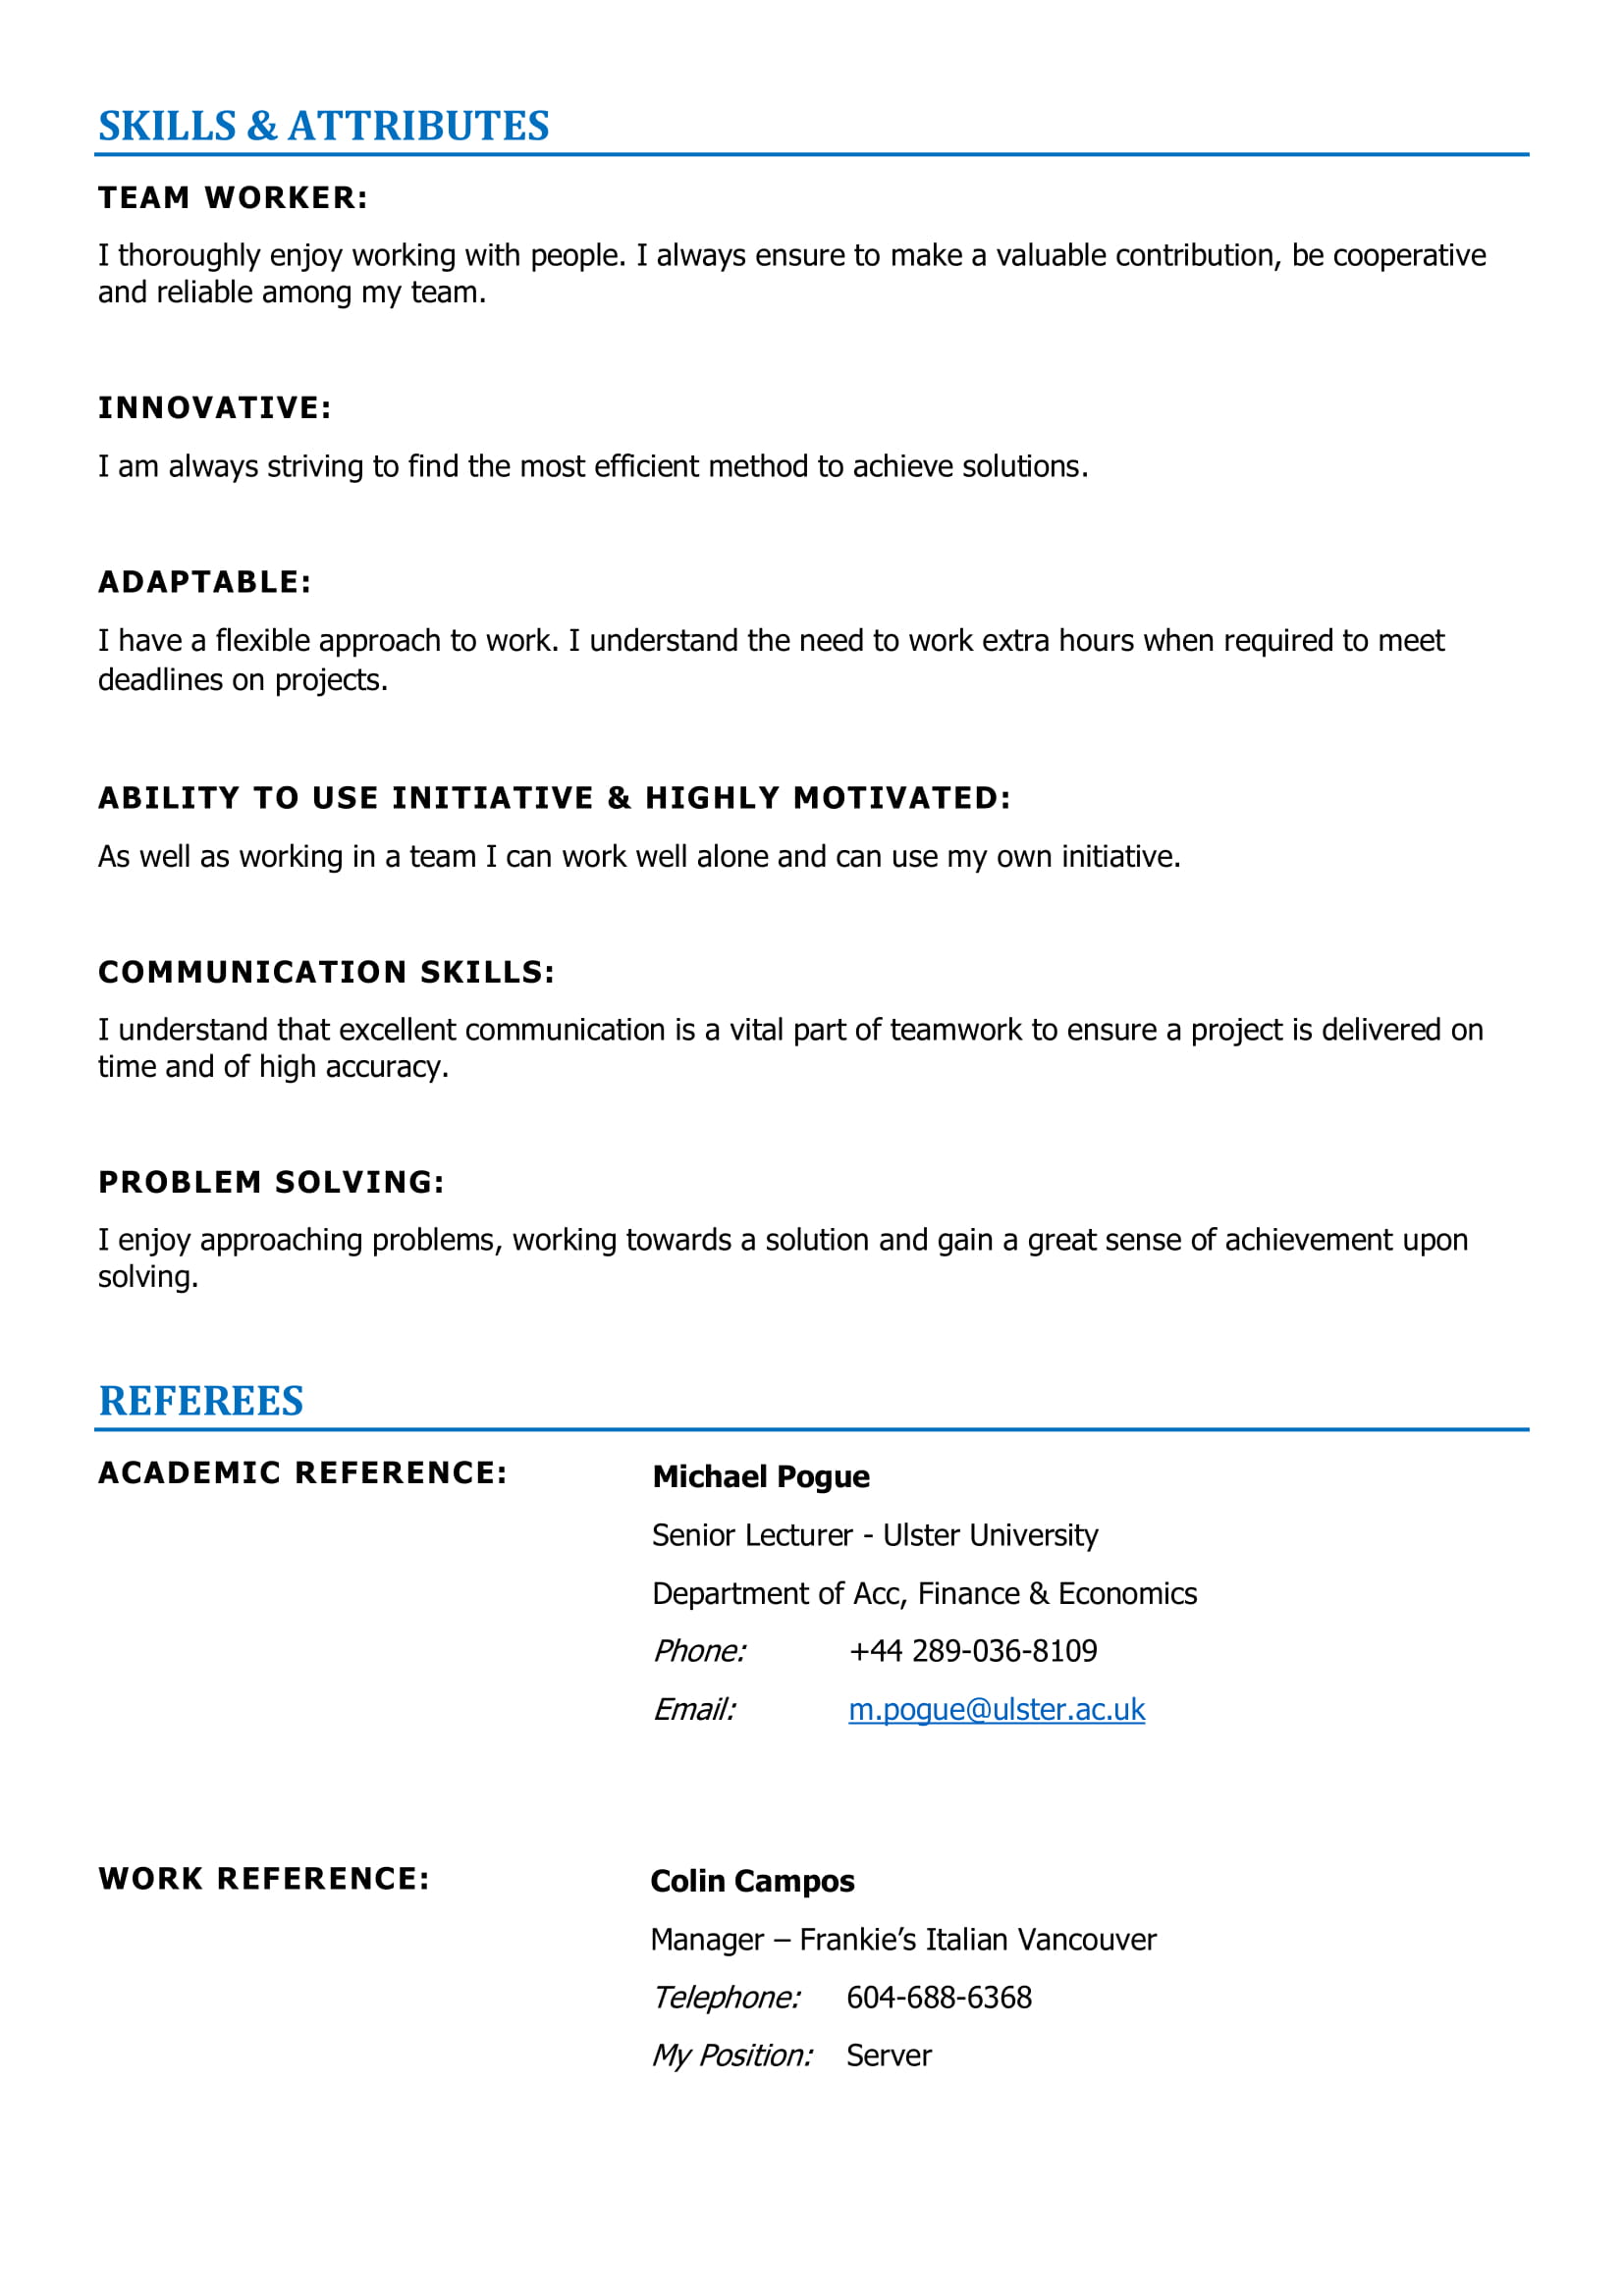 SKILLS & ATTRIBUTES
TEAM WORKER:
I thoroughly enjoy working with people. I always ensure to make a valuable contribution, be cooperative
and reliable among my team.
INNOVATIVE:
I am always striving to find the most efficient method to achieve solutions.
ADAPTABLE:
I have a flexible approach to work. I understand the need to work extra hours when required to meet
deadlines on projects.
ABILITY TO USE INITIATIVE & HIGHLY MOTIVATED:
As well as working in a team I can work well alone and can use my own initiative.
COMMUNICATION SKILLS:
I understand that excellent communication is a vital part of teamwork to ensure a project is delivered on
time and of high accuracy.
PROBLEM SOLVING:
I enjoy approaching problems, working towards a solution and gain a great sense of achievement upon
solving.
REFEREES
ACADEMIC REFERENCE: Michael Pogue
Senior Lecturer - Ulster University
Department of Acc, Finance & Economics
Phone: +44 289-036-8109
Email: m.pogue@ulster.ac.uk
WORK REFERENCE: Colin Campos
Manager – Frankie’s Italian Vancouver
Telephone: 604-688-6368
My Position: Server